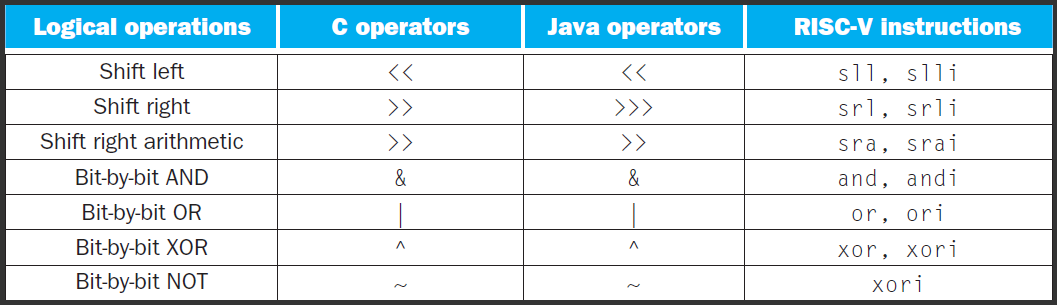 Logical operations C operators Java operators RISC-V instructions
Shift left << << sll, slli
Shift right >> >>> srl, srli
Shift right arithmetic >> >> sra, srai
Bit-by-bit AND & & and, andi
Bit-by-bit OR | | or, ori
Bit-by-bit XOR ^ ^ xor, xori
Bit-by-bit NOT ~ ~ xori